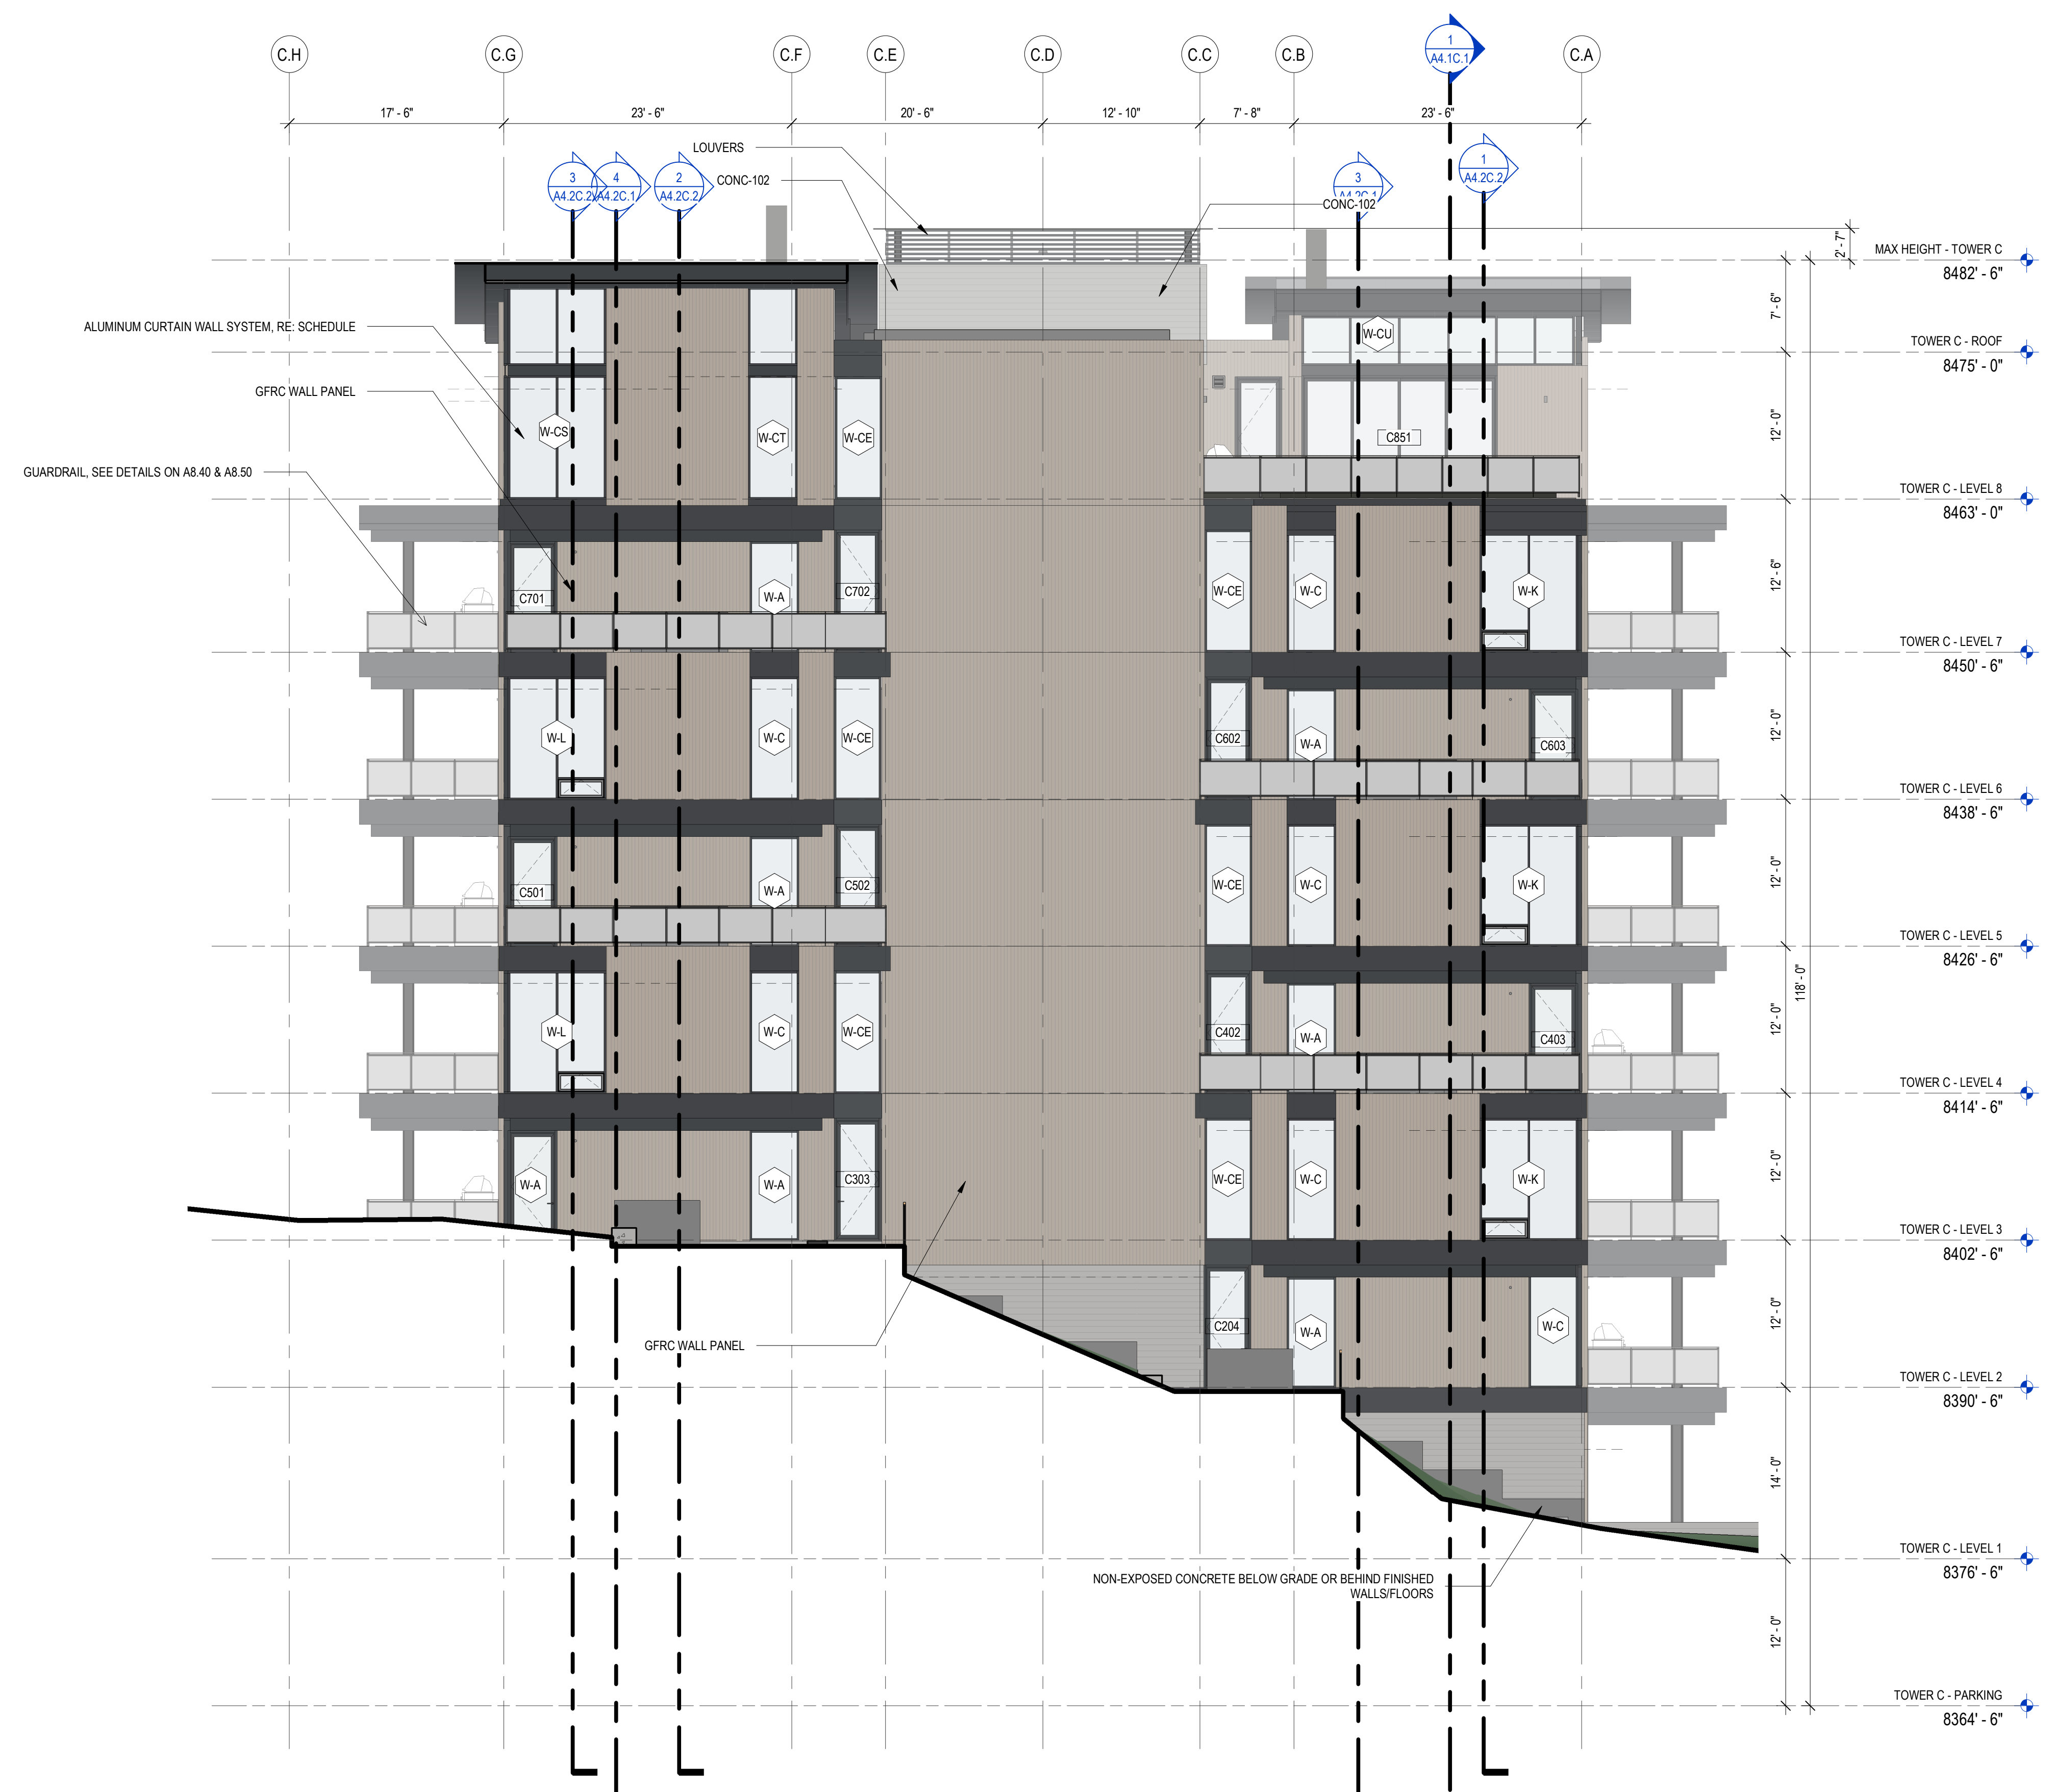 C.H
C.G
C.F
C.E
C.D
C.C
C.B
C.A
1
A4.1C.1
17' - 6"
23' - 6"
20' - 6"
12' - 10"
7' - 8"
23' - 6"
LOUVERS
CONC-102
CONC-102
3
A4.2C.2
4
A4.2C.1
2
A4.2C.2
3
A4.2C.1
1
A4.2C.2
2' - 7"
MAX HEIGHT - TOWER C
8482' - 6"
7' - 6"
ALUMINUM CURTAIN WALL SYSTEM, RE: SCHEDULE
W-CU
TOWER C - ROOF
8475' - 0"
GFRC WALL PANEL
W-CS
W-CT
W-CE
C851
12' - 0"
GUARDRAIL, SEE DETAILS ON A8.40 & A8.50
TOWER C - LEVEL 8
8463' - 0"
C701
W-A
C702
W-CE
W-C
W-K
12' - 6"
TOWER C - LEVEL 7
8450' - 6"
W-L
W-C
W-CE
C602
W-A
C603
12' - 0"
TOWER C - LEVEL 6
8438' - 6"
C501
W-A
C502
W-CE
W-C
W-K
12' - 0"
TOWER C - LEVEL 5
8426' - 6"
118' - 0"
W-L
W-C
W-CE
C402
W-A
C403
12' - 0"
TOWER C - LEVEL 4
8414' - 6"
W-A
W-A
C303
W-CE
W-C
W-K
12' - 0"
TOWER C - LEVEL 3
8402' - 6"
GFRC WALL PANEL
C204
W-A
W-C
12' - 0"
TOWER C - LEVEL 2
8390' - 6"
14' - 0"
TOWER C - LEVEL 1
8376' - 6"
NON-EXPOSED CONCRETE BELOW GRADE OR BEHIND FINISHED
WALLS/FLOORS
12' - 0"
TOWER C - PARKING
8364' - 6"